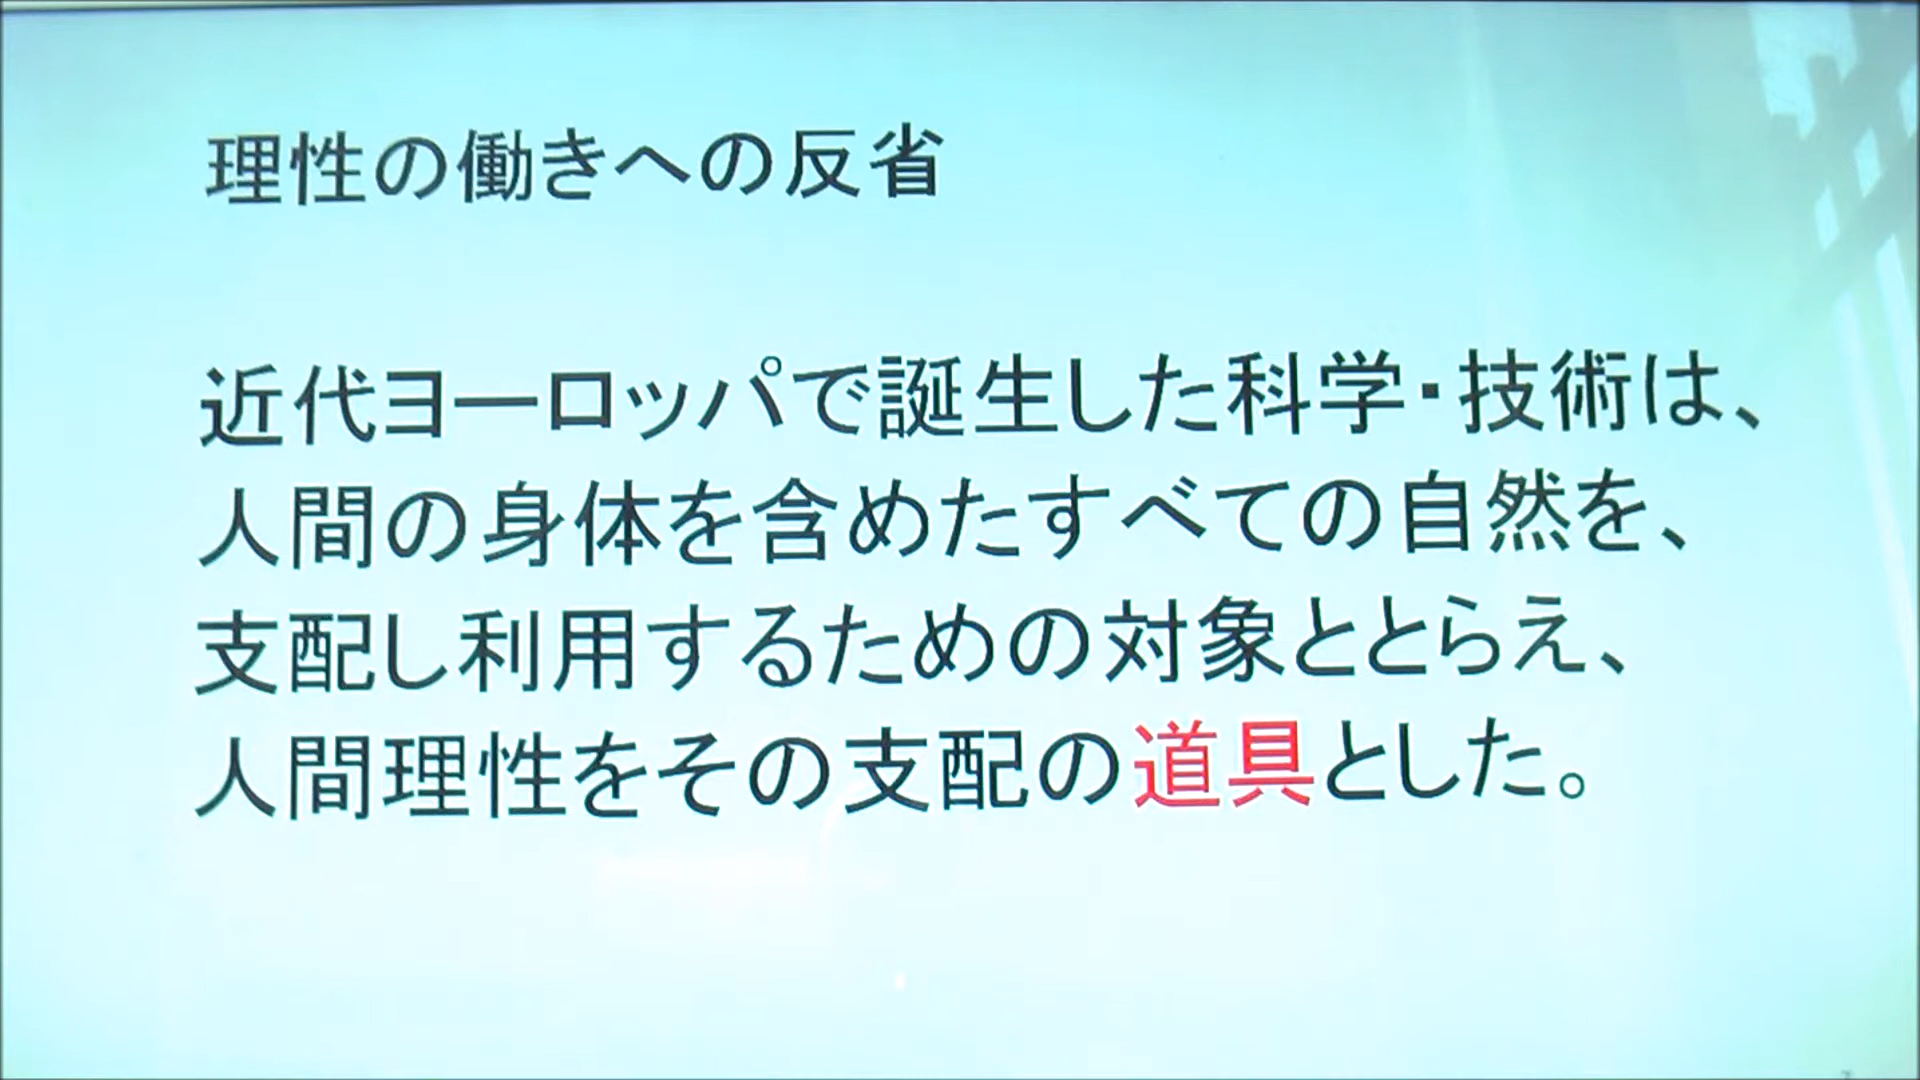 理性の働きへの反省
近代ヨーロッパで誕生した科学・技術は、
人間の身体を含めたすべての自然を、
支配し利用するための対象ととらえ、
人間理性をその支配の道具とした。